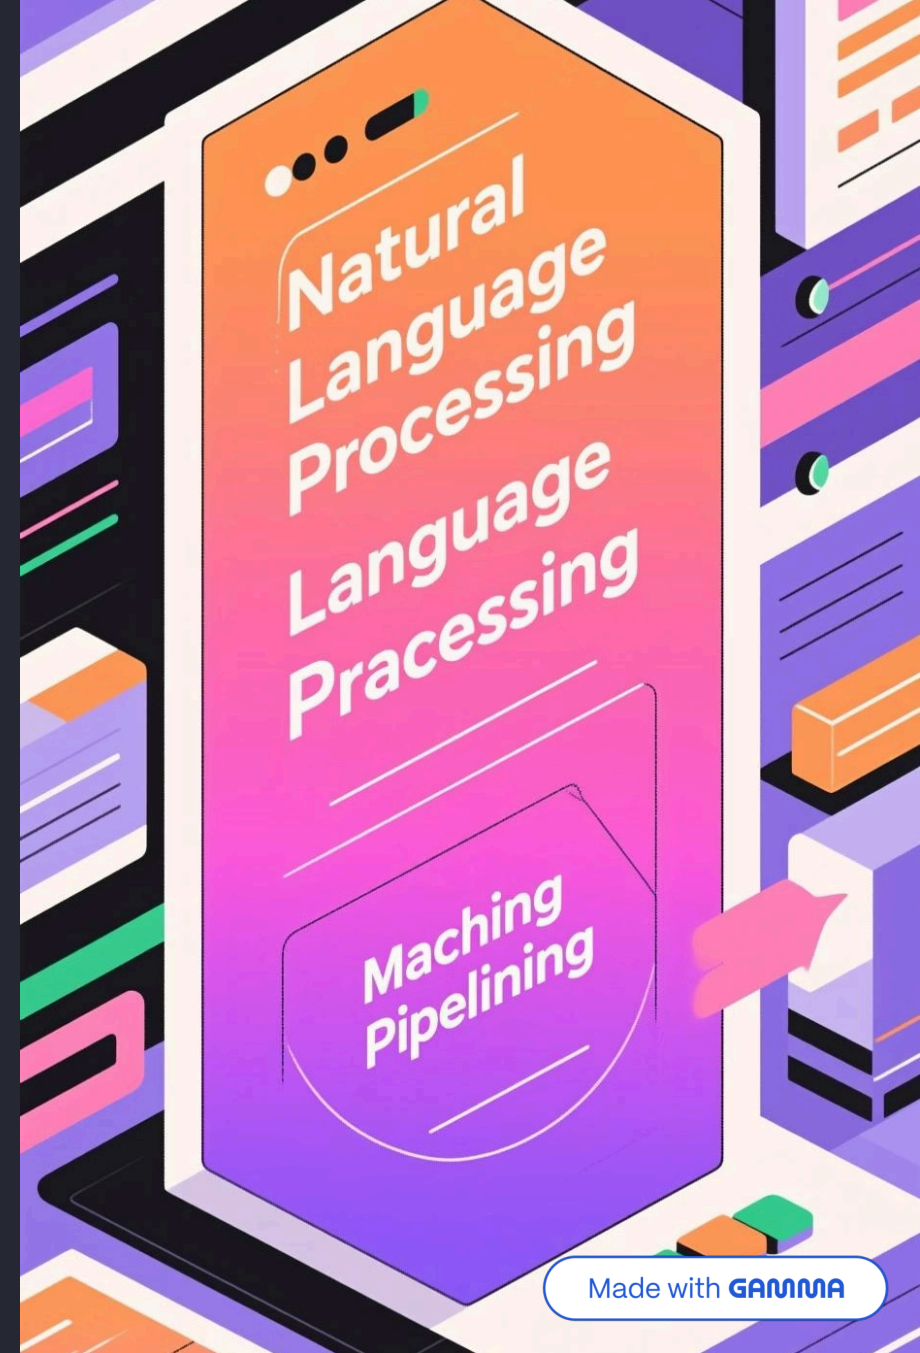 Natural
Language
Processing
Language
Pracessing
Maching
Pipelining
Made with GAMMA